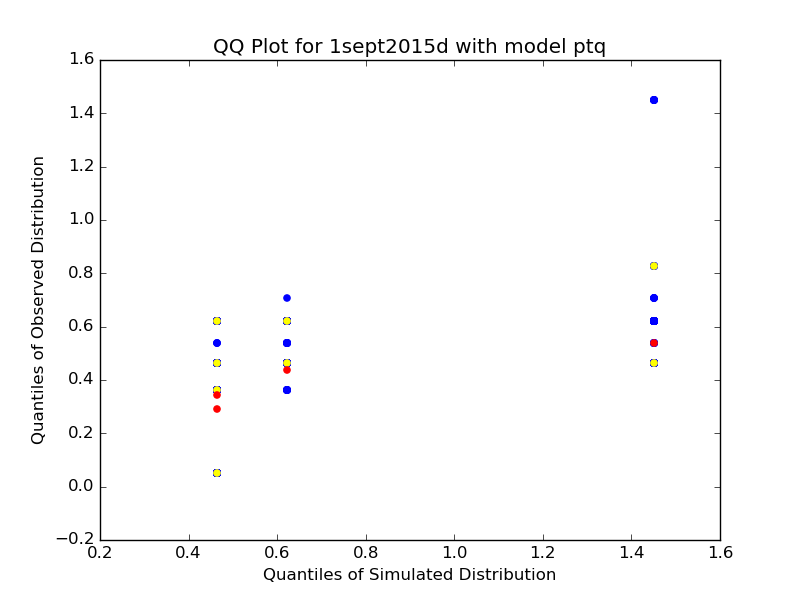 QQ Plot for 1sept2015d with model ptq
1.6
1.4
1.2
1.0
0.8
0.6
0.4
0.2
0.0
−0.2
Quantiles of Observed Distribution
0.2 0.4 0.6 0.8 1.0 1.2 1.4 1.6
Quantiles of Simulated Distribution